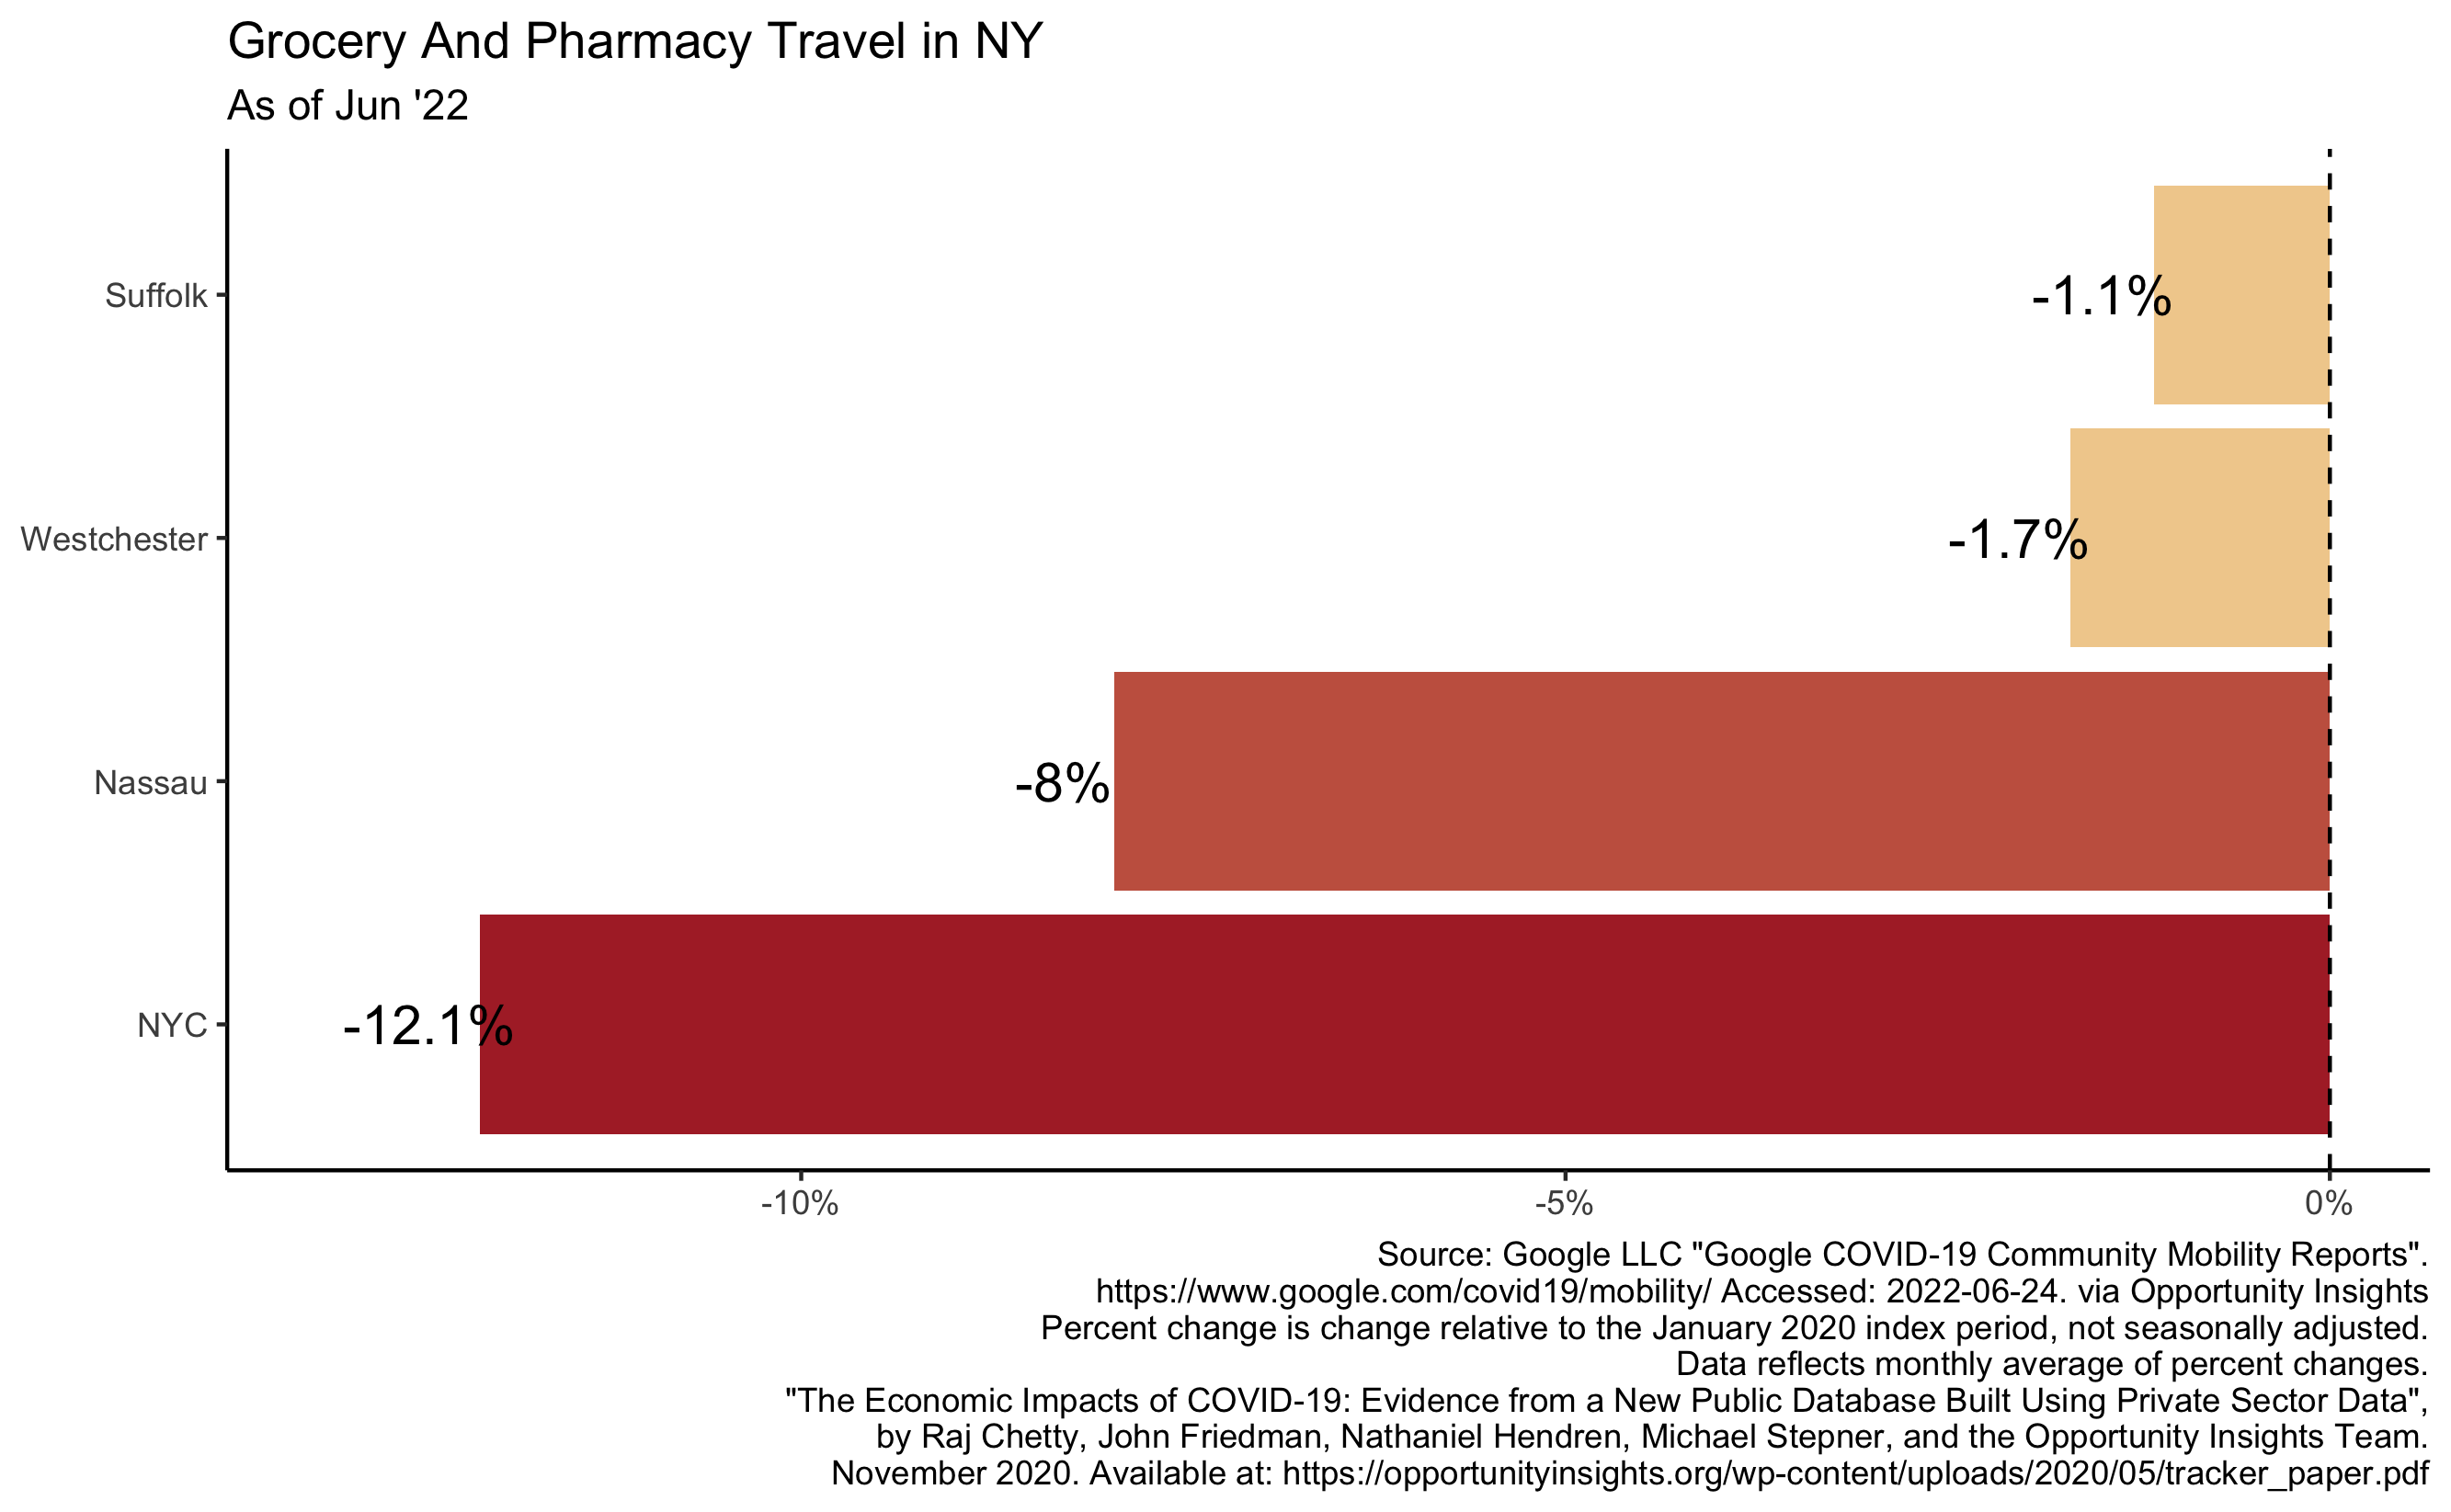 Grocery And Pharmacy Travel in NY
As of Jun '22
Suffolk
-1.1%
Westchester
-1.7%
Nassau
-8%
NYC
-12.1%
-10%
-5%
0%
Source: Google LLC "Google COVID-19 Community Mobility Reports".
https://www.google.com/covid19/mobility/ Accessed: 2022-06-24. via Opportunity Insights
Percent change is change relative to the January 2020 index period, not seasonally adjusted.
Data reflects monthly average of percent changes.
"The Economic Impacts of COVID-19: Evidence from a New Public Database Built Using Private Sector Data",
by Raj Chetty, John Friedman, Nathaniel Hendren, Michael Stepner, and the Opportunity Insights Team.
November 2020. Available at: https://opportunityinsights.org/wp-content/uploads/2020/05/tracker_paper.pdf